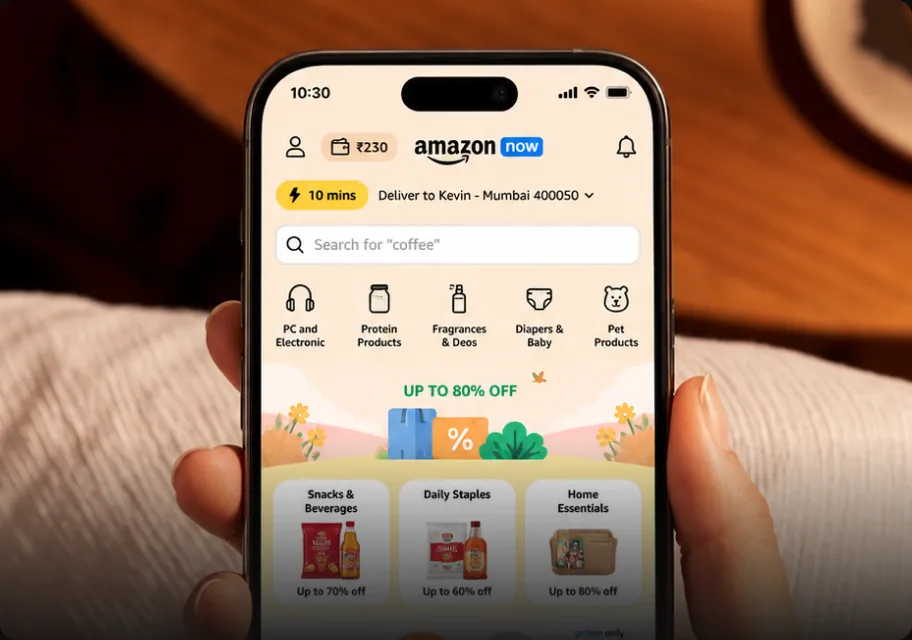 10:30
₹230
amazon now
10 mins
Deliver to Kevin - Mumbai 400050
Search for "coffee"
PC and
Electronic
Protein
Products
Fragrances
& Deos
Diapers &
Baby
Pet
Products
UP TO 80% OFF
%
Snacks &
Beverages
Daily Staples
Home
Essentials
Up to 70% off
Up to 60% off
Up to 80% off
prime only